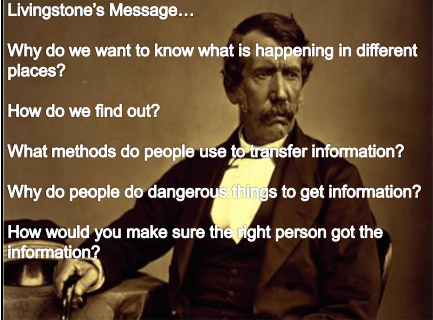 Livingstone's Message…
Why do we want to know what is happening in different
places?
How do we find out?
What methods do people use to transfer information?
Why do people do dangerous things to get information?
How would you make sure the right person got the
information?